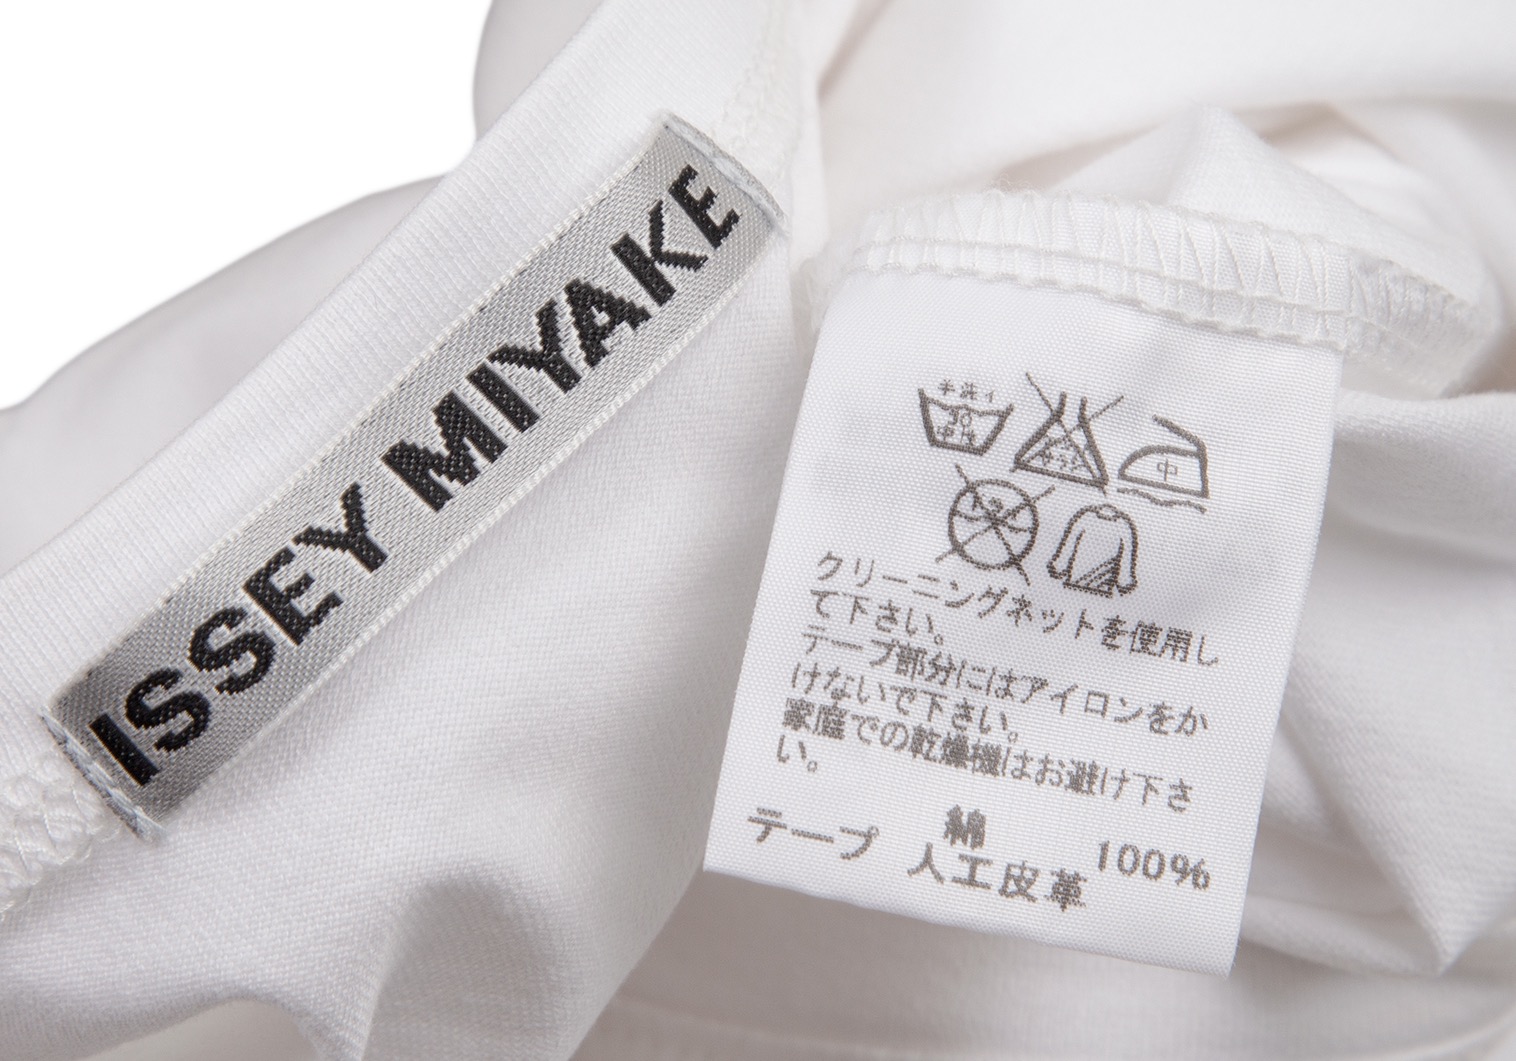 ISSEY MIYAKE
手洗イ
30
中性
中
クリーニングネットを使用し
て下さい。
テープ部分にはアイロンをか
けないで下さい。
家庭での乾燥機はお避け下さ
い。
綿 100%
テープ 人工皮革